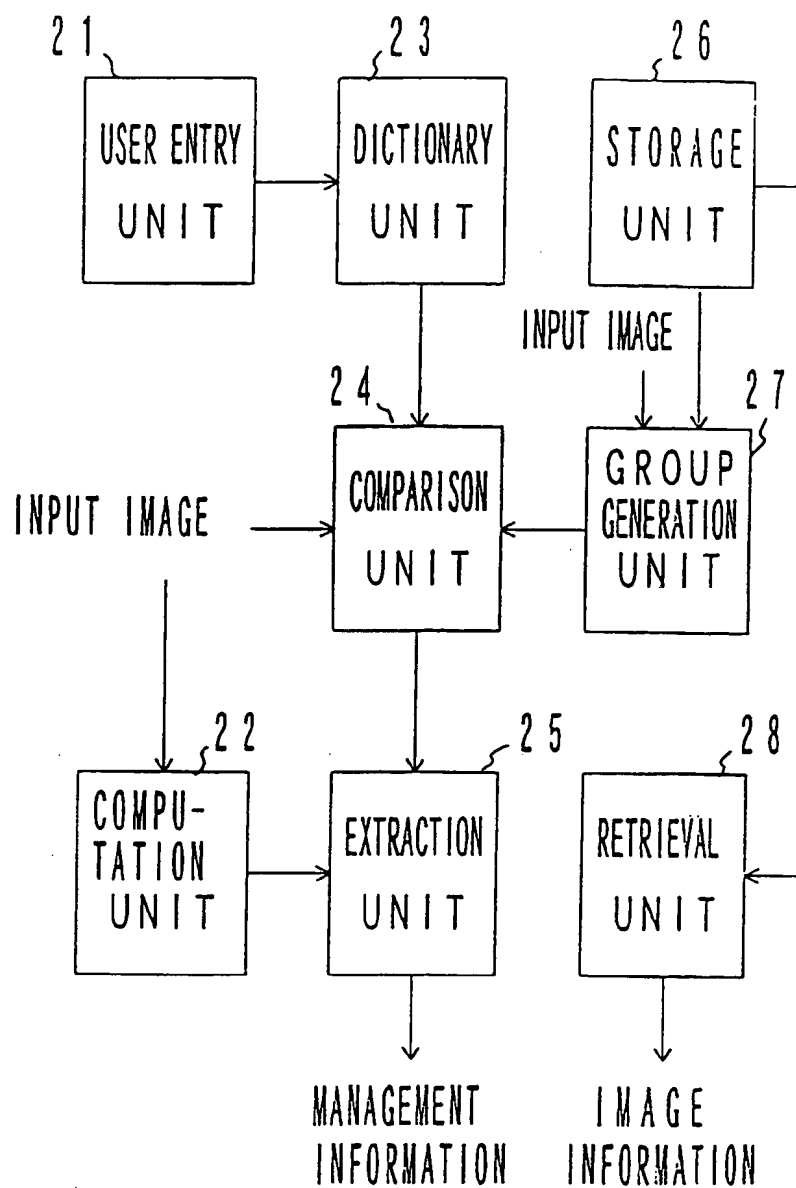 21
23
26
USER ENTRY
UNIT
DICTIONARY
UNIT
STORAGE
UNIT
INPUT IMAGE
24
27
COMPARISON
UNIT
GROUP
GENERATION
UNIT
INPUT IMAGE
22
25
28
COMPU-
TATION
UNIT
EXTRACTION
UNIT
RETRIEVAL
UNIT
MANAGEMENT
INFORMATION
IMAGE
INFORMATION